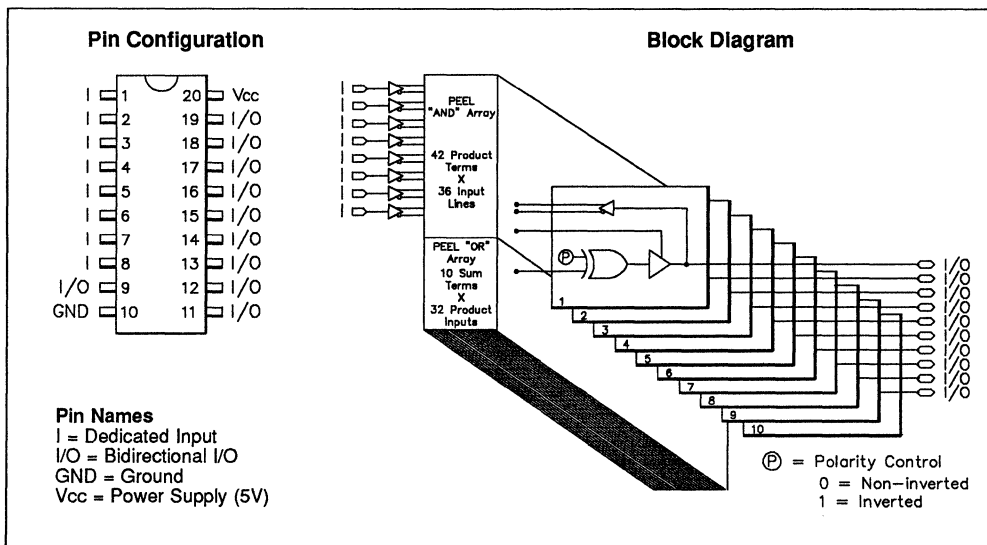 Pin Configuration
I 1 20 Vcc
I 2 19 I/O
I 3 18 I/O
I 4 17 I/O
I 5 16 I/O
I 6 15 I/O
I 7 14 I/O
I 8 13 I/O
I/O 9 12 I/O
GND 10 11 I/O
Pin Names
I = Dedicated Input
I/O = Bidirectional I/O
GND = Ground
Vcc = Power Supply (5V)
Block Diagram
I
I
I
I
I
I
I
I
PEEL
"AND" Array
42 Product
Terms
X
36 Input
Lines
PEEL "OR"
Array
10 Sum
Terms
X
32 Product
Inputs
P
1
2
3
4
5
6
7
8
9
10
I/O
I/O
I/O
I/O
I/O
I/O
I/O
I/O
I/O
I/O
P = Polarity Control
0 = Non-inverted
1 = Inverted